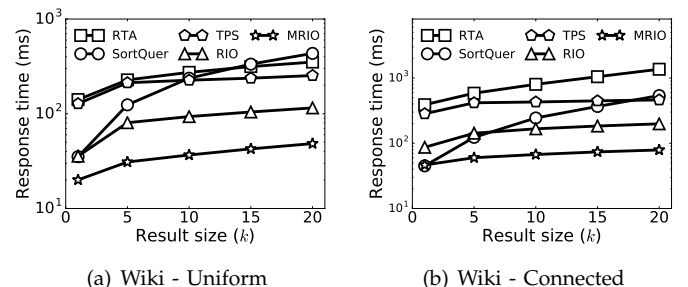 RTA TPS MRIO
SortQuer RIO
Response time (ms)
10³
10²
10¹
0 5 10 15 20
Result size (k)
(a) Wiki - Uniform
RTA TPS MRIO
SortQuer RIO
Response time (ms)
10³
10²
10¹
0 5 10 15 20
Result size (k)
(b) Wiki - Connected